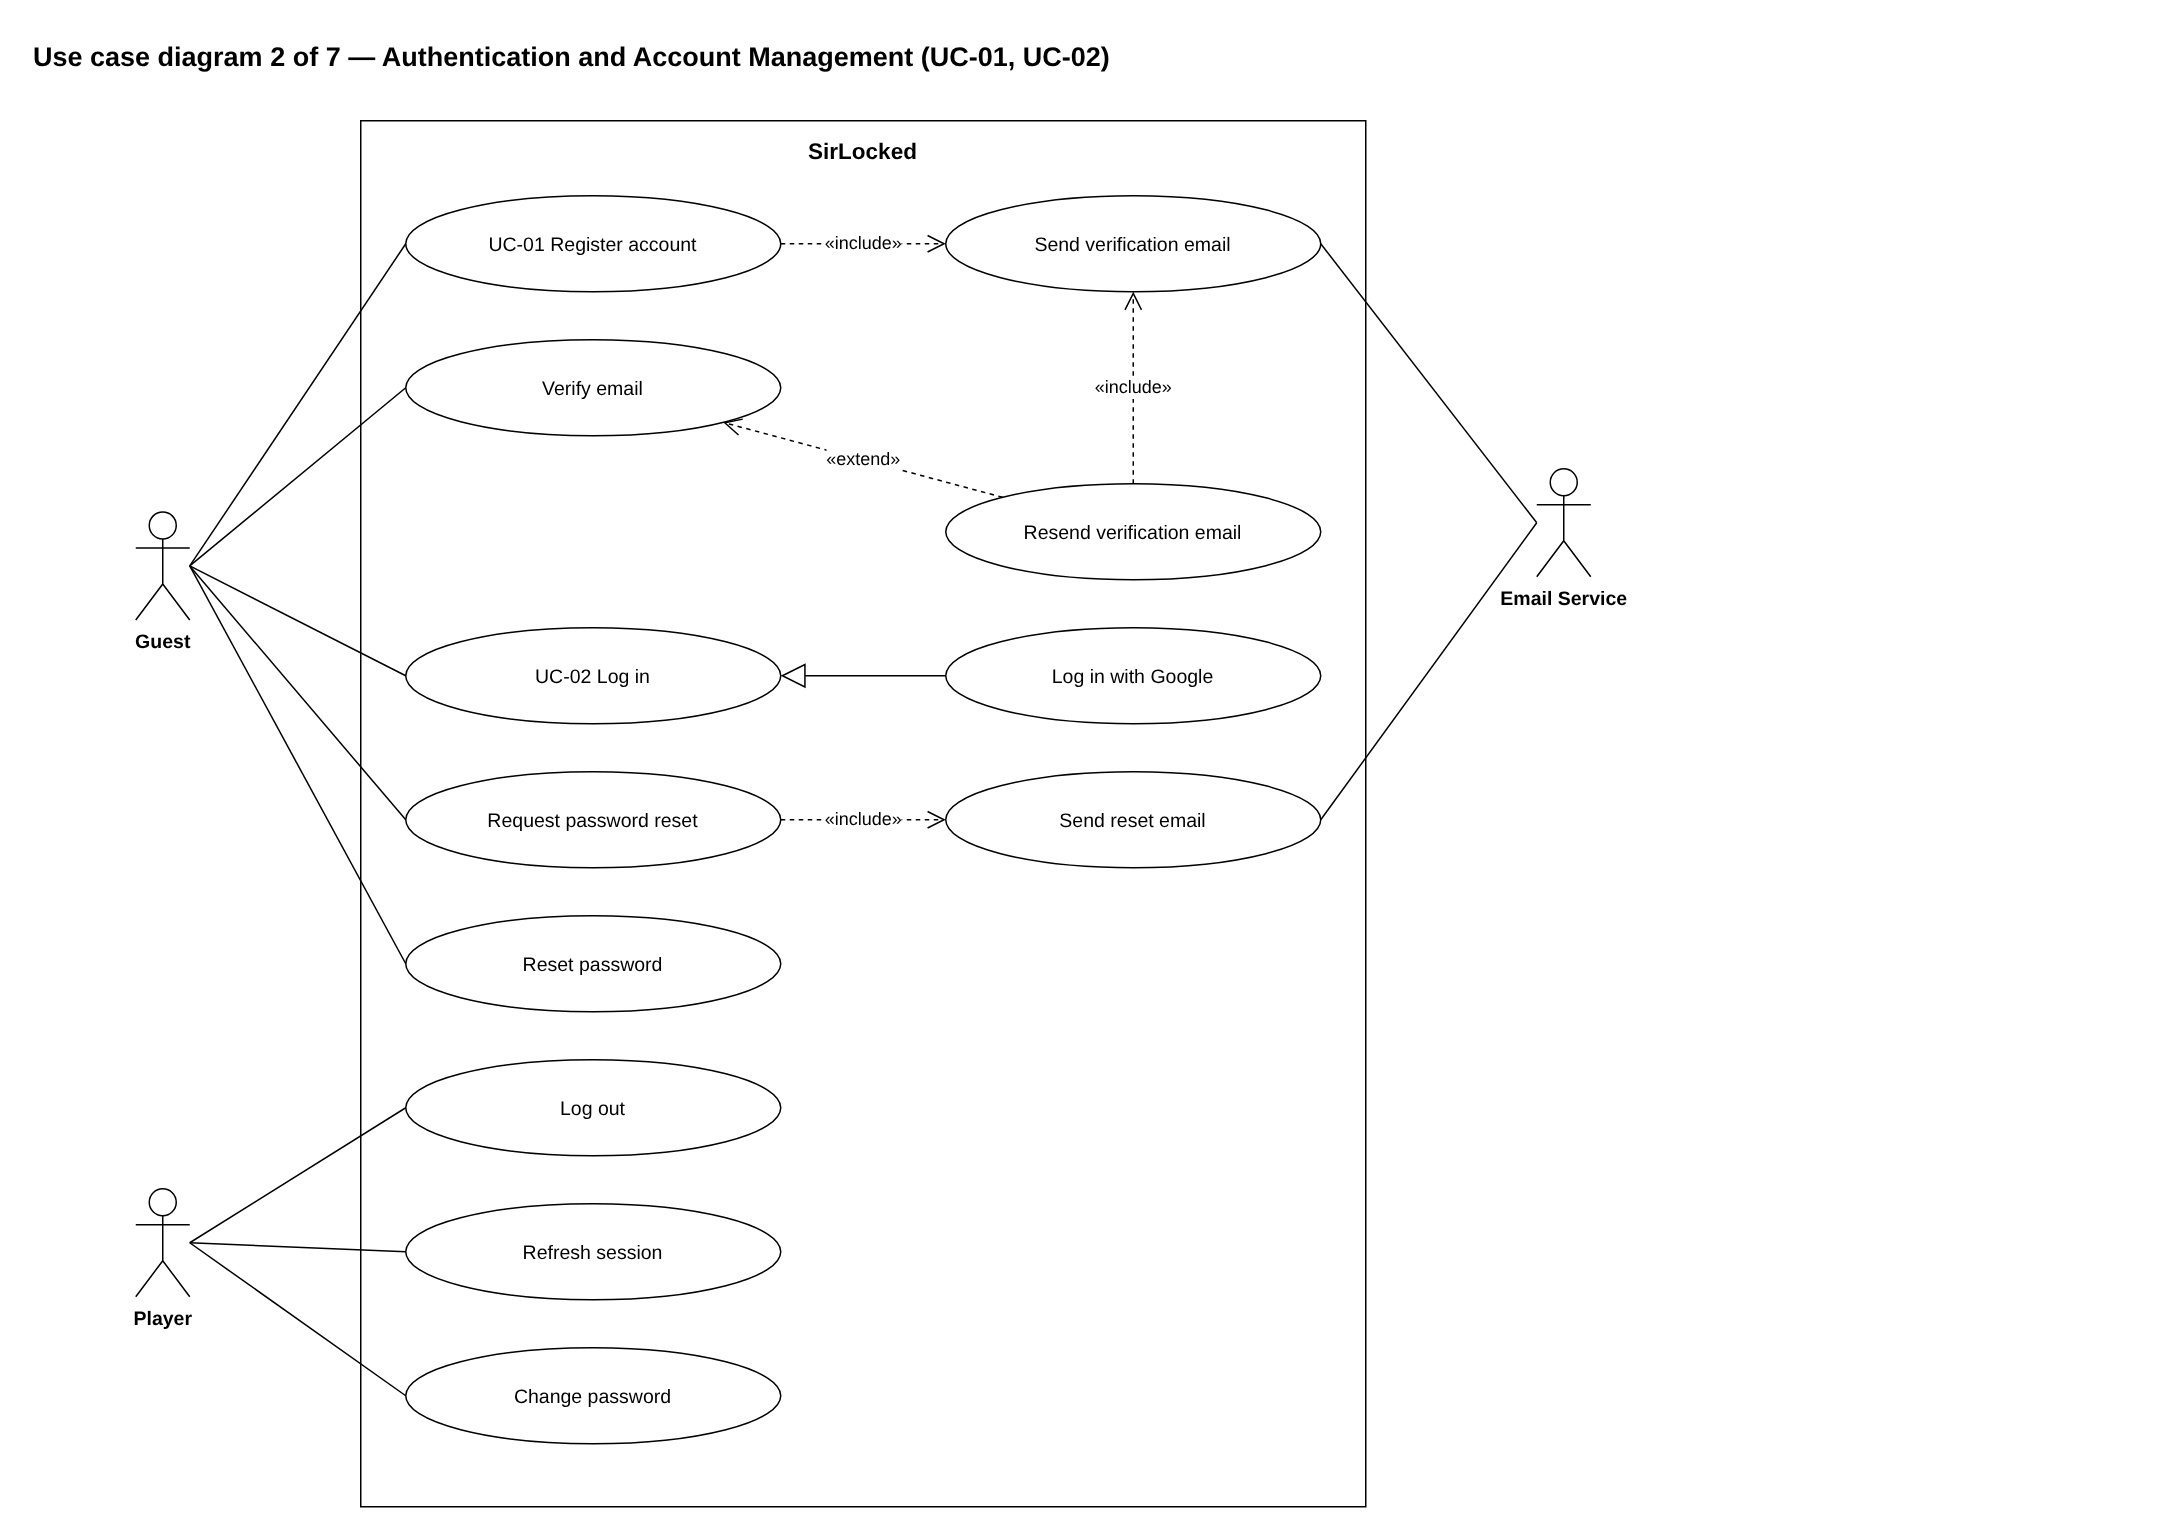 Use case diagram 2 of 7 — Authentication and Account Management (UC-01, UC-02)
SirLocked
UC-01 Register account
«include»
Send verification email
Verify email
«include»
«extend»
Resend verification email
Guest
Email Service
UC-02 Log in
Log in with Google
Request password reset
«include»
Send reset email
Reset password
Log out
Refresh session
Player
Change password